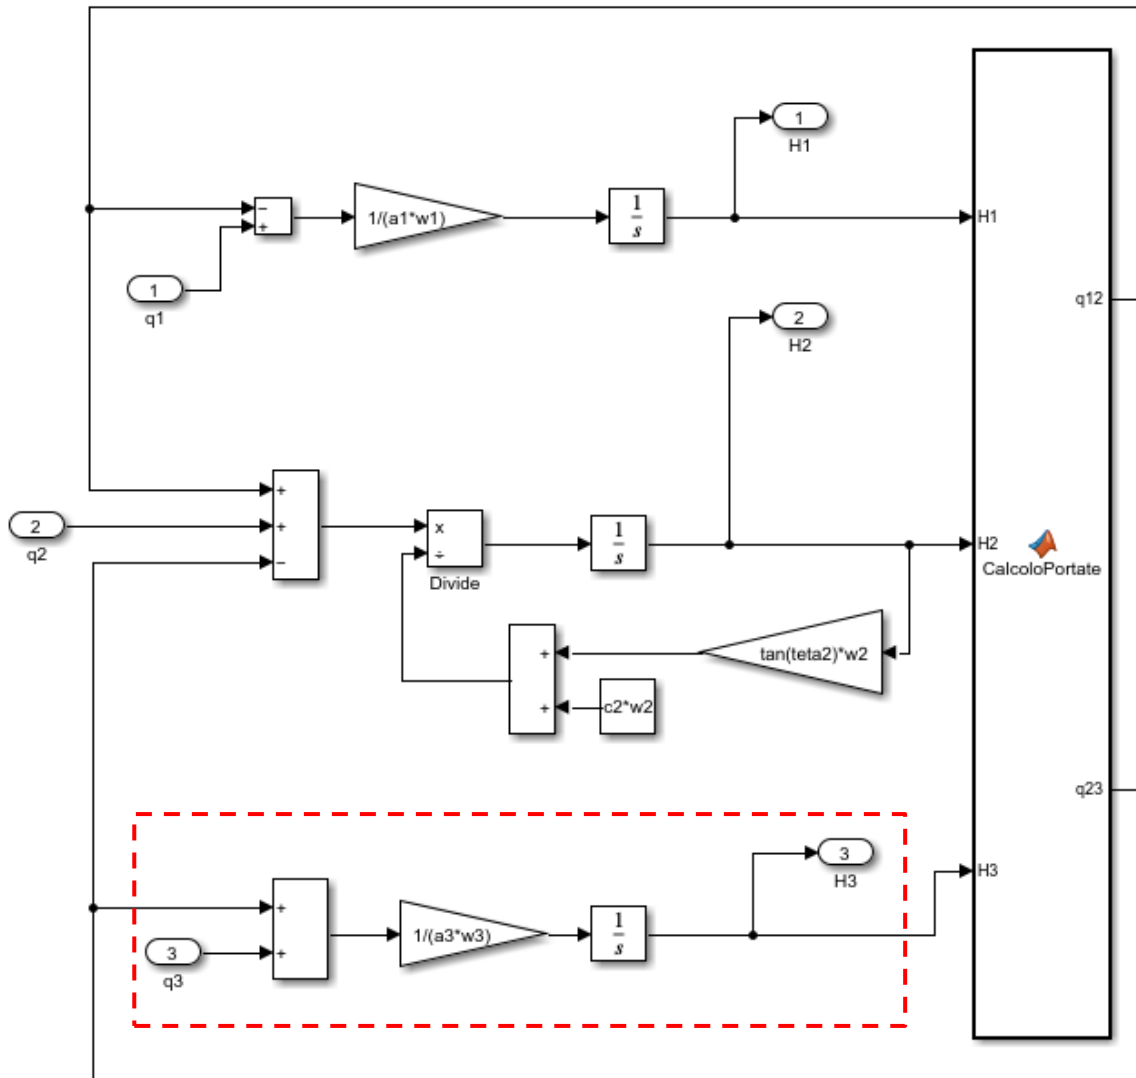 1
H1
−
+
1/(a1*w1)
1
s
H1
1
q1
q12
2
H2
+
2
+
q2
−
x
÷
Divide
1
s
H2
CalcoloPortate
+
tan(teta2)*w2
+
c2*w2
q23
3
H3
H3
+
3
+
q3
1/(a3*w3)
1
s